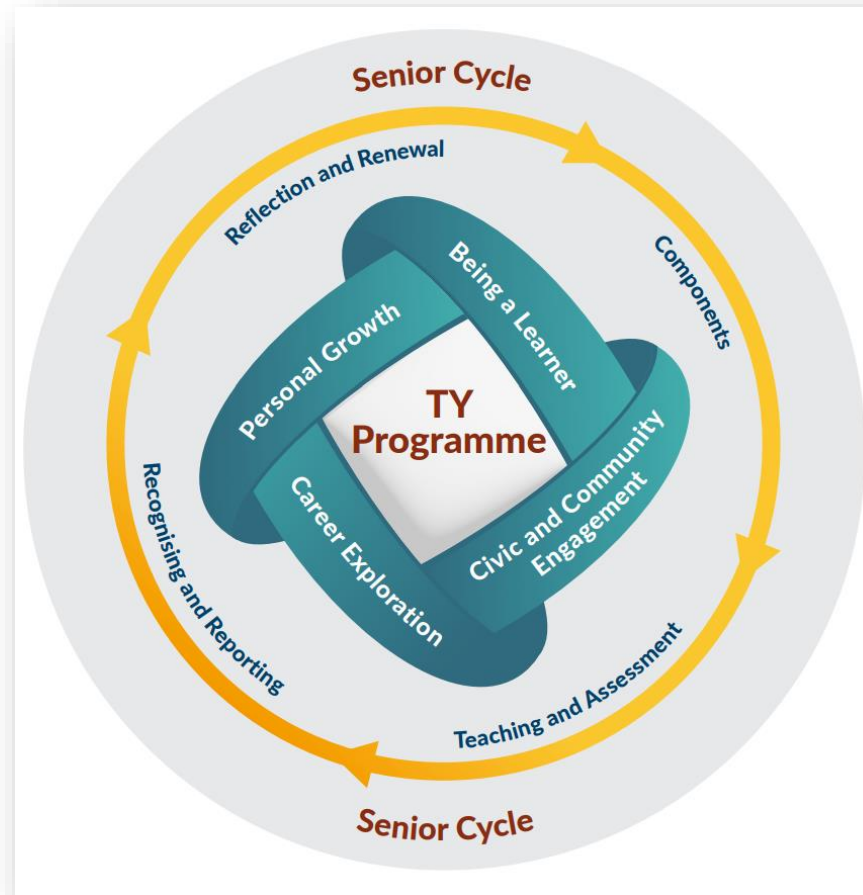 Senior Cycle
Reflection and Renewal
Components
Being a Learner
Personal Growth
TY
Programme
Civic and Community
Engagement
Career Exploration
Recognising and Reporting
Teaching and Assessment
Senior Cycle